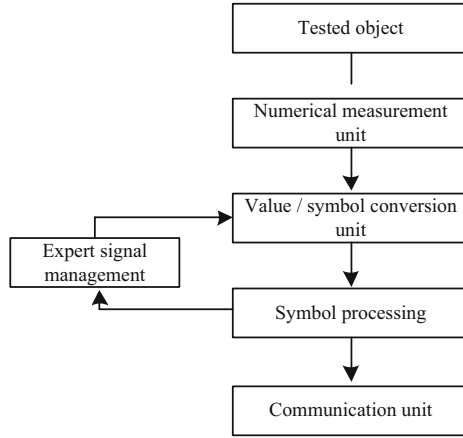 Tested object
Numerical measurement
unit
Value / symbol conversion
unit
Expert signal
management
Symbol processing
Communication unit